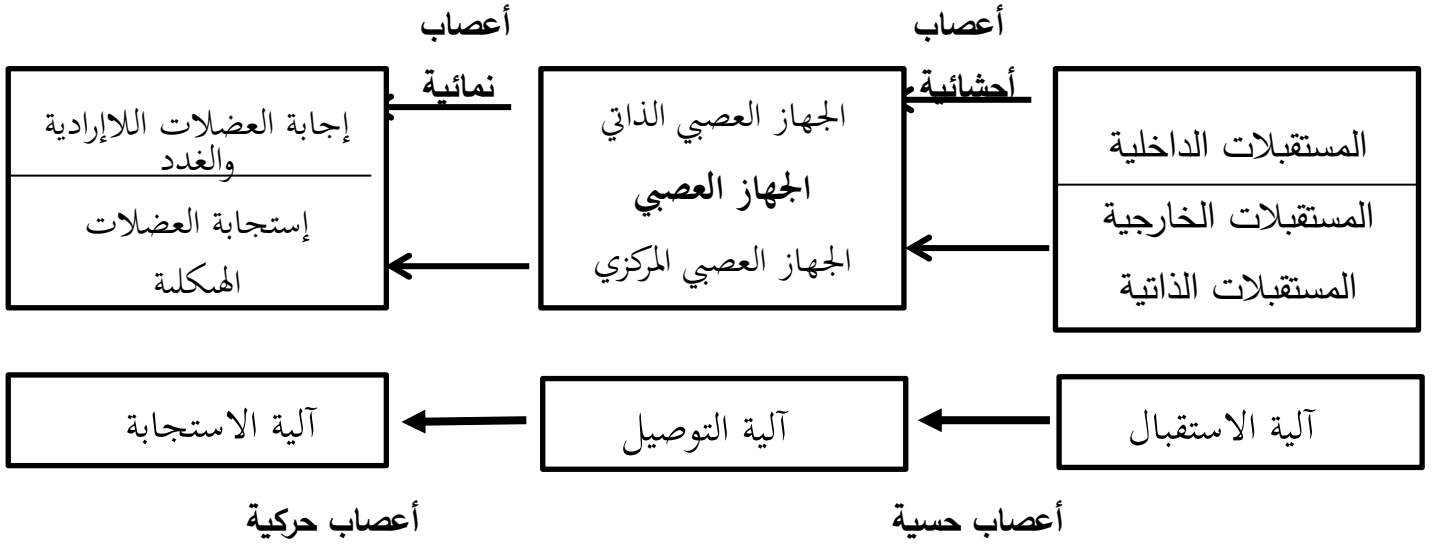 أعصاب
أحشائية
أعصاب
نمائية
المستقبلات الداخلية
المستقبلات الخارجية
المستقبلات الذاتية
الجهاز العصبي الذاتي
الجهاز العصبي
الجهاز العصبي المركزي
إجابة العضلات اللاإرادية
والغدد
إستجابة العضلات
الهيكلية
آلية الاستقبال
آلية التوصيل
آلية الاستجابة
أعصاب حسية
أعصاب حركية